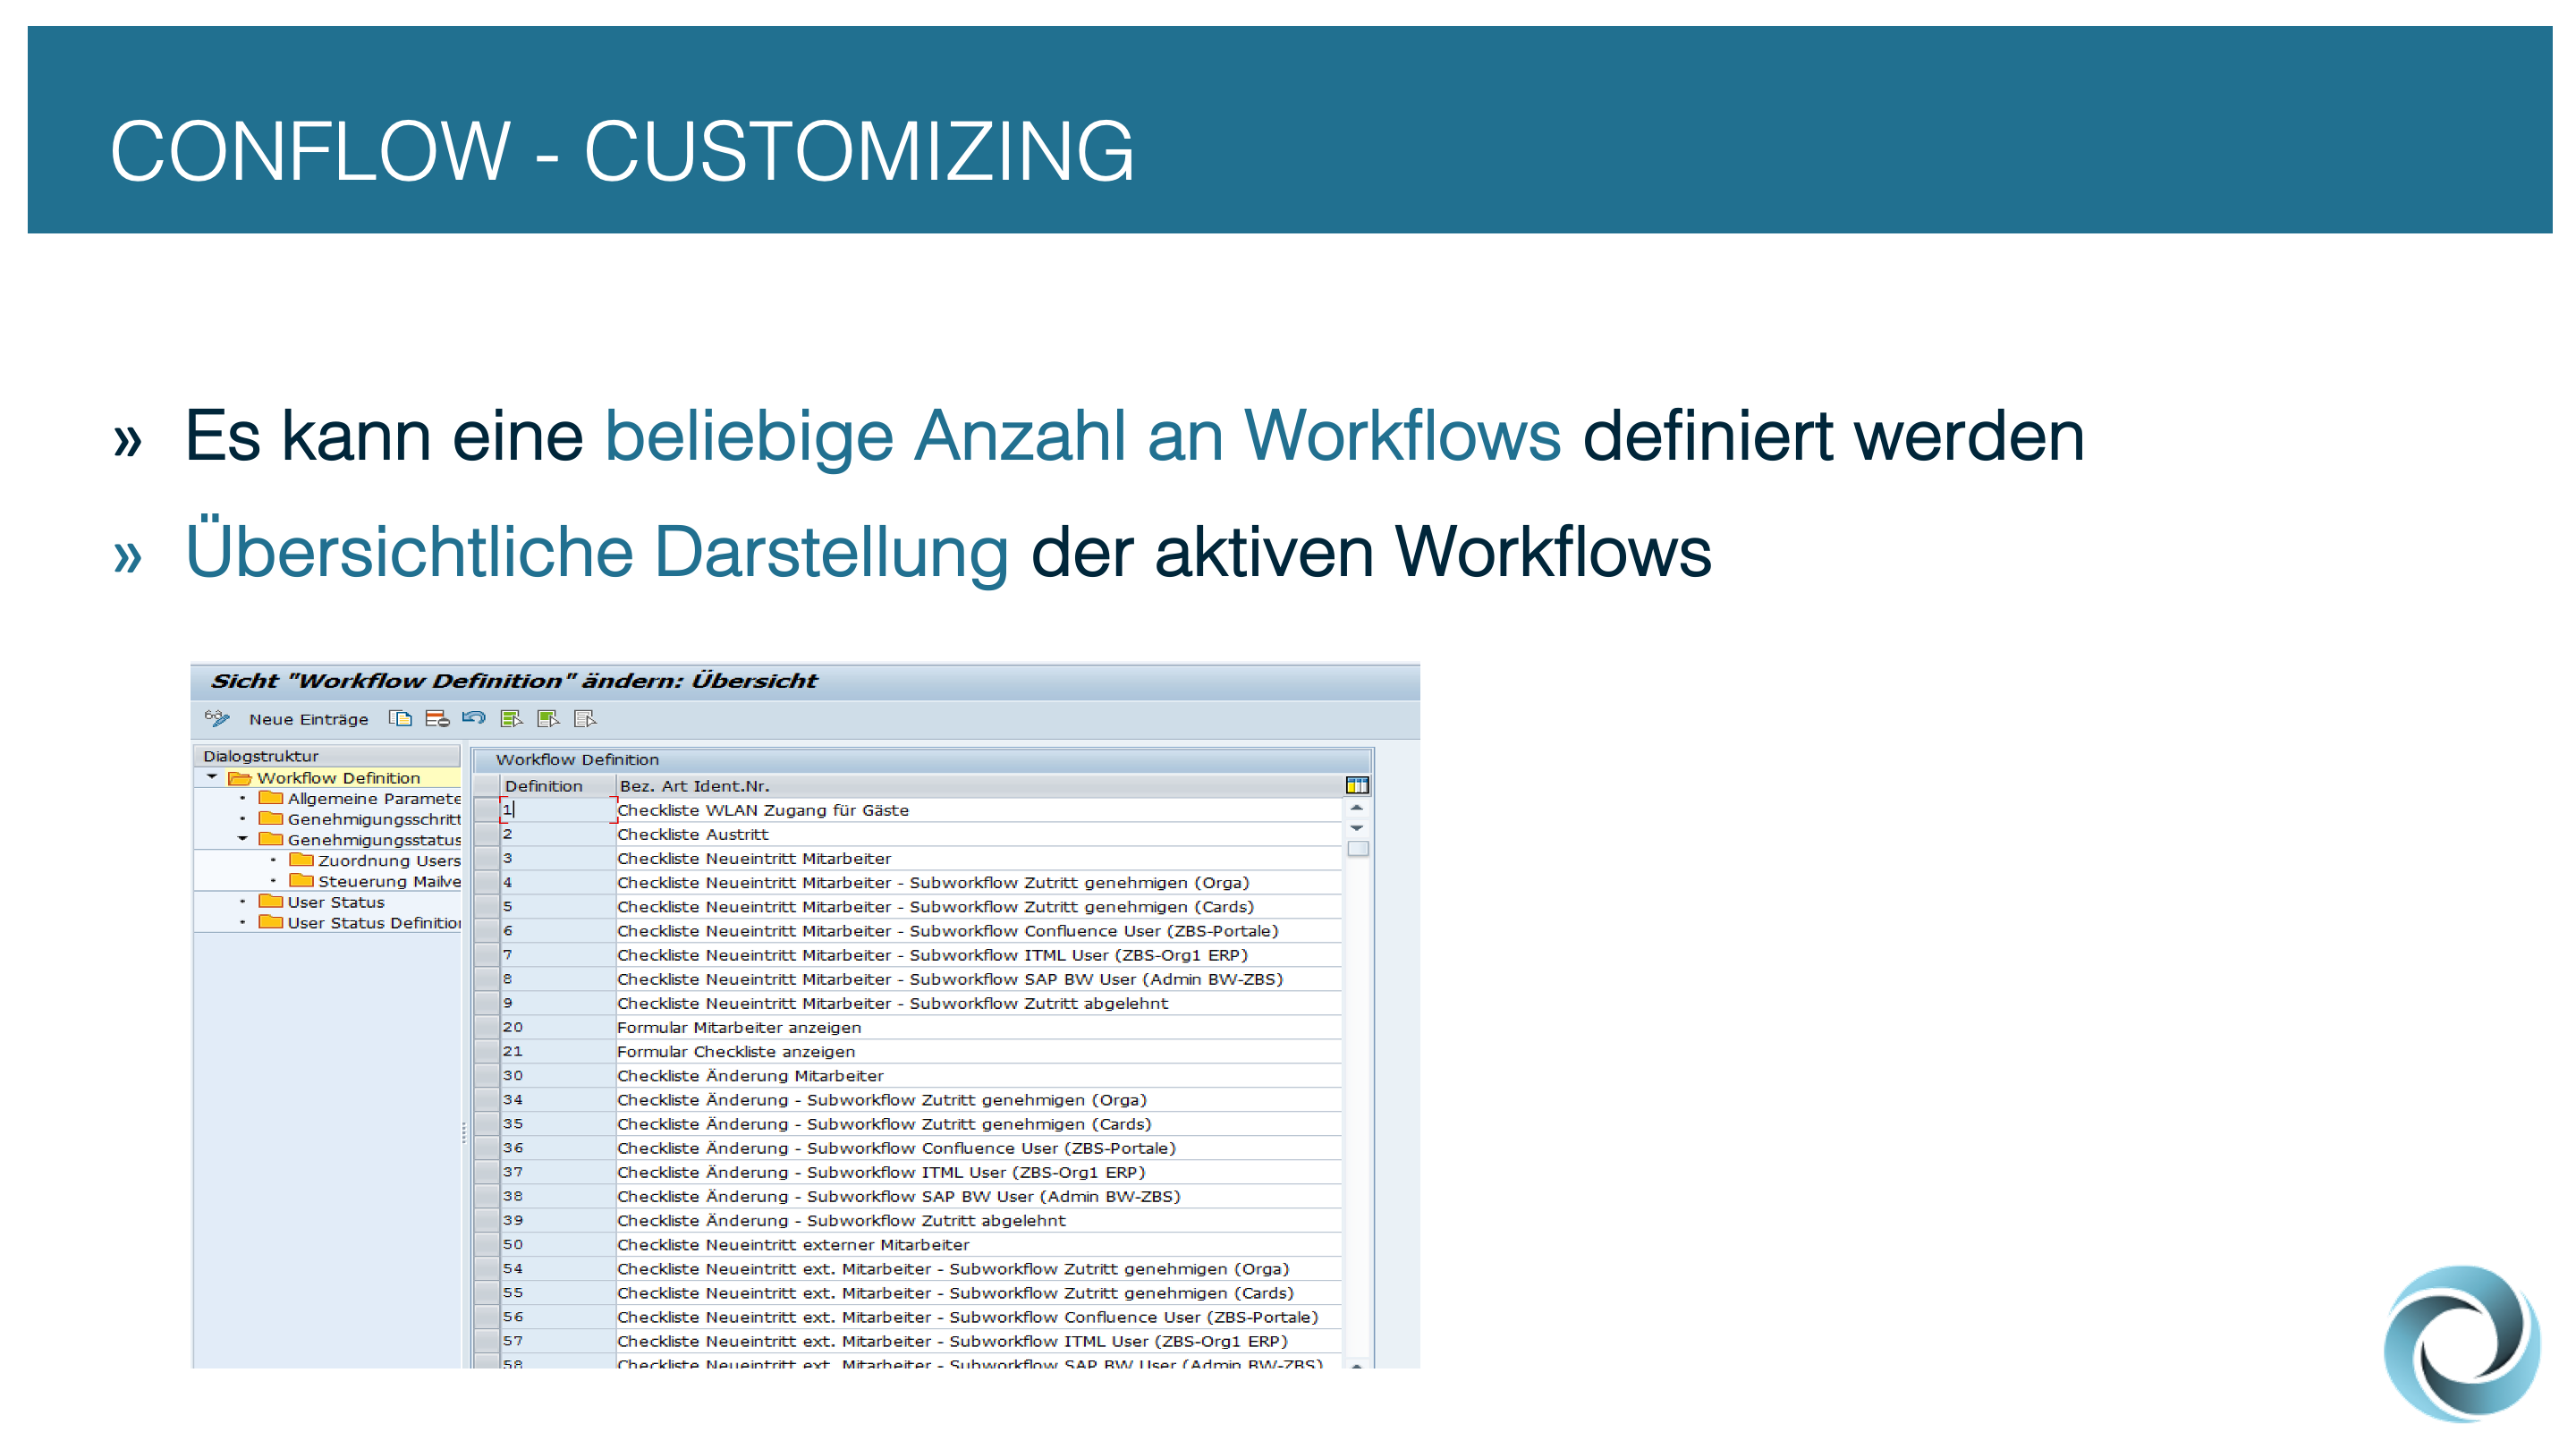 CONFLOW - CUSTOMIZING
» Es kann eine beliebige Anzahl an Workflows definiert werden
» Übersichtliche Darstellung der aktiven Workflows
Sicht "Workflow Definition" ändern: Übersicht
Neue Einträge
Dialogstruktur
Workflow Definition
Allgemeine Paramete
Genehmigungsschritt
Genehmigungsstatus
Zuordnung Users
Steuerung Mailve
User Status
User Status Definition
Workflow Definition
Definition Bez. Art Ident.Nr.
1 Checkliste WLAN Zugang für Gäste
2 Checkliste Austritt
3 Checkliste Neueintritt Mitarbeiter
4 Checkliste Neueintritt Mitarbeiter - Subworkflow Zutritt genehmigen (Orga)
5 Checkliste Neueintritt Mitarbeiter - Subworkflow Zutritt genehmigen (Cards)
6 Checkliste Neueintritt Mitarbeiter - Subworkflow Confluence User (ZBS-Portale)
7 Checkliste Neueintritt Mitarbeiter - Subworkflow ITML User (ZBS-Org1 ERP)
8 Checkliste Neueintritt Mitarbeiter - Subworkflow SAP BW User (Admin BW-ZBS)
9 Checkliste Neueintritt Mitarbeiter - Subworkflow Zutritt abgelehnt
20 Formular Mitarbeiter anzeigen
21 Formular Checkliste anzeigen
30 Checkliste Änderung Mitarbeiter
34 Checkliste Änderung - Subworkflow Zutritt genehmigen (Orga)
35 Checkliste Änderung - Subworkflow Zutritt genehmigen (Cards)
36 Checkliste Änderung - Subworkflow Confluence User (ZBS-Portale)
37 Checkliste Änderung - Subworkflow ITML User (ZBS-Org1 ERP)
38 Checkliste Änderung - Subworkflow SAP BW User (Admin BW-ZBS)
39 Checkliste Änderung - Subworkflow Zutritt abgelehnt
50 Checkliste Neueintritt externer Mitarbeiter
54 Checkliste Neueintritt ext. Mitarbeiter - Subworkflow Zutritt genehmigen (Orga)
55 Checkliste Neueintritt ext. Mitarbeiter - Subworkflow Zutritt genehmigen (Cards)
56 Checkliste Neueintritt ext. Mitarbeiter - Subworkflow Confluence User (ZBS-Portale)
57 Checkliste Neueintritt ext. Mitarbeiter - Subworkflow ITML User (ZBS-Org1 ERP)
58 Checkliste Neueintritt ext. Mitarbeiter - Subworkflow SAP BW User (Admin BW-ZBS)